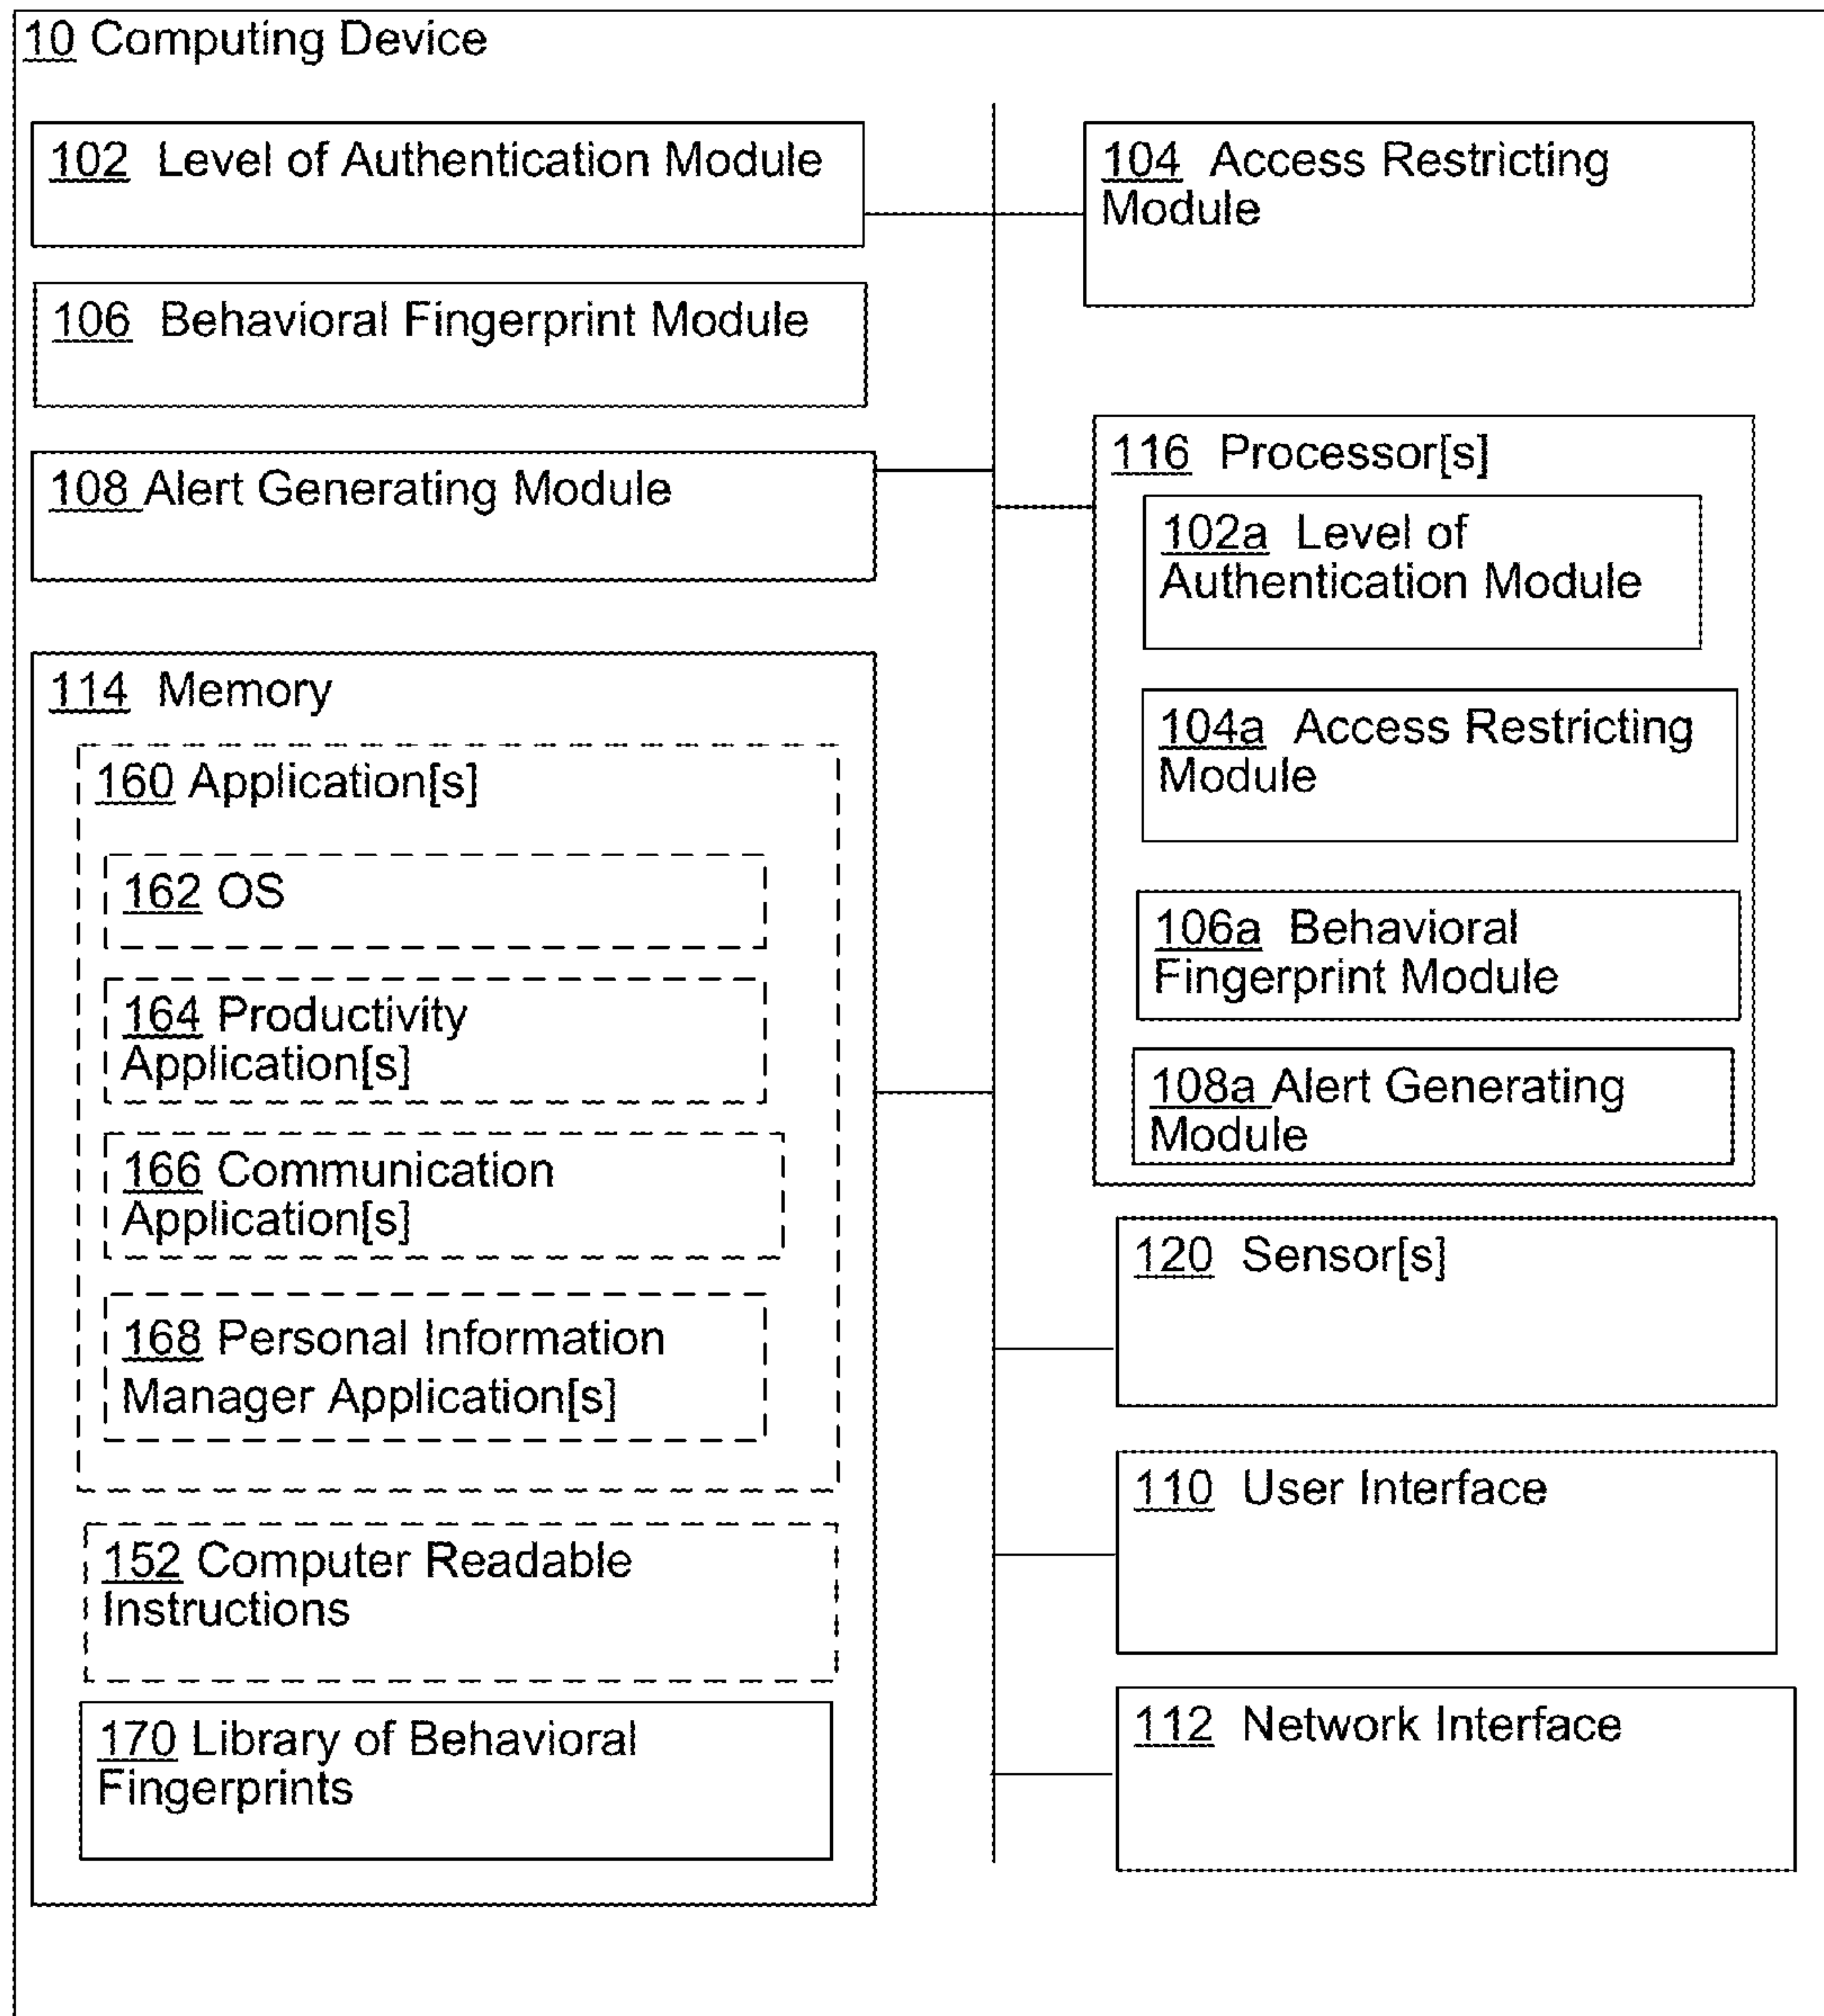 10 Computing Device
102 Level of Authentication Module
104 Access Restricting
Module
106 Behavioral Fingerprint Module
108 Alert Generating Module
116 Processor[s]
102a Level of
Authentication Module
104a Access Restricting
Module
106a Behavioral
Fingerprint Module
108a Alert Generating
Module
114 Memory
160 Application[s]
162 OS
164 Productivity
Application[s]
166 Communication
Application[s]
168 Personal Information
Manager Application[s]
152 Computer Readable
Instructions
170 Library of Behavioral
Fingerprints
120 Sensor[s]
110 User Interface
112 Network Interface